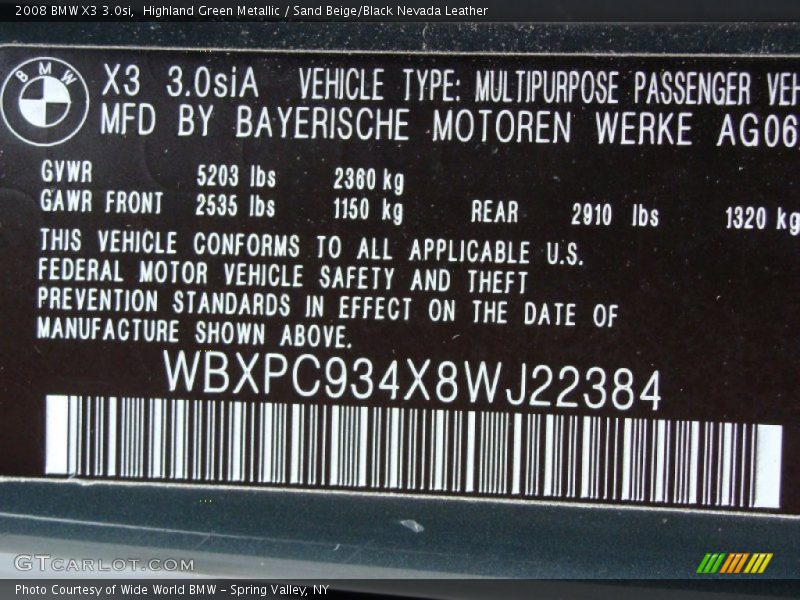 2008 BMW X3 3.0si, Highland Green Metallic / Sand Beige/Black Nevada Leather
BMW
X3 3.0siA VEHICLE TYPE: MULTIPURPOSE PASSENGER VEH
MFD BY BAYERISCHE MOTOREN WERKE AG06
GVWR 5203 lbs 2360 kg
GAWR FRONT 2535 lbs 1150 kg REAR 2910 lbs 1320 kg
THIS VEHICLE CONFORMS TO ALL APPLICABLE U.S.
FEDERAL MOTOR VEHICLE SAFETY AND THEFT
PREVENTION STANDARDS IN EFFECT ON THE DATE OF
MANUFACTURE SHOWN ABOVE.
WBXPC934X8WJ22384
GTCARLOT.COM
Photo Courtesy of Wide World BMW - Spring Valley, NY